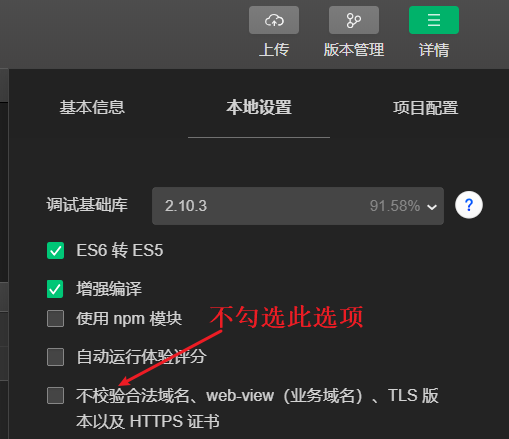 上传 版本管理 详情
基本信息 本地设置 项目配置
调试基础库 2.10.3 91.58% ?
ES6 转 ES5
增强编译
不勾选此选项
使用 npm 模块
自动运行体验评分
不校验合法域名、web-view（业务域名）、TLS 版
本以及 HTTPS 证书